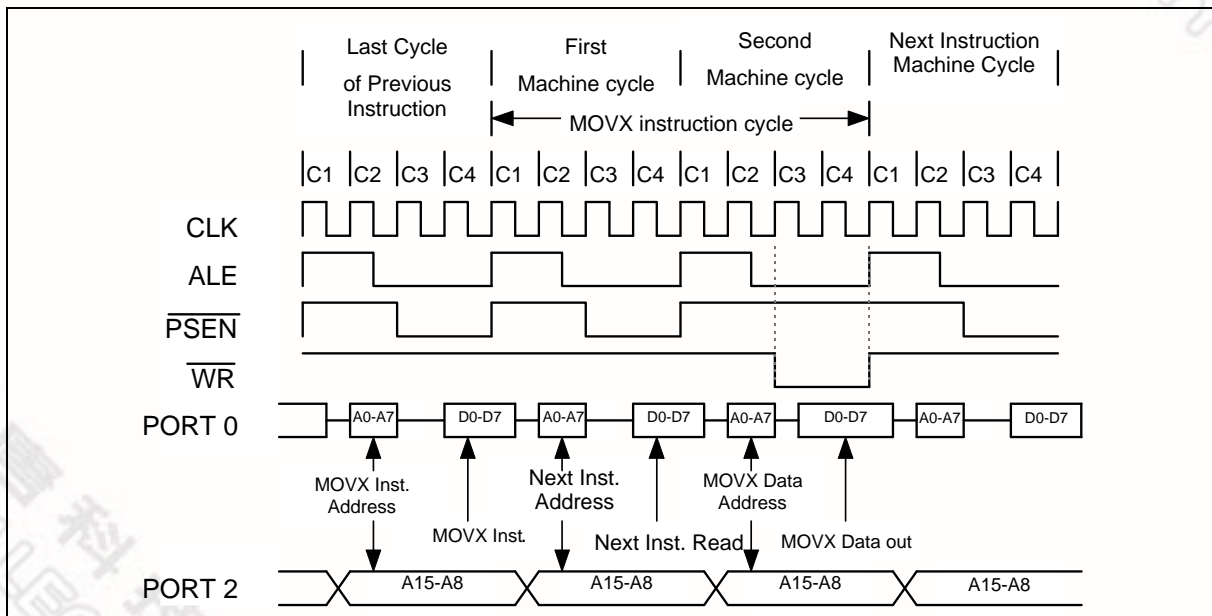 Last Cycle
of Previous
Instruction
First
Machine cycle
Second
Machine cycle
Next Instruction
Machine Cycle
MOVX instruction cycle
C1 C2 C3 C4 C1 C2 C3 C4 C1 C2 C3 C4 C1 C2 C3 C4
CLK
ALE
PSEN
WR
PORT 0
A0-A7 D0-D7 A0-A7 D0-D7 A0-A7 D0-D7 A0-A7 D0-D7
MOVX Inst.
Address
MOVX Inst.
Next Inst.
Address
Next Inst. Read
MOVX Data
Address
MOVX Data out
PORT 2
A15-A8 A15-A8 A15-A8 A15-A8